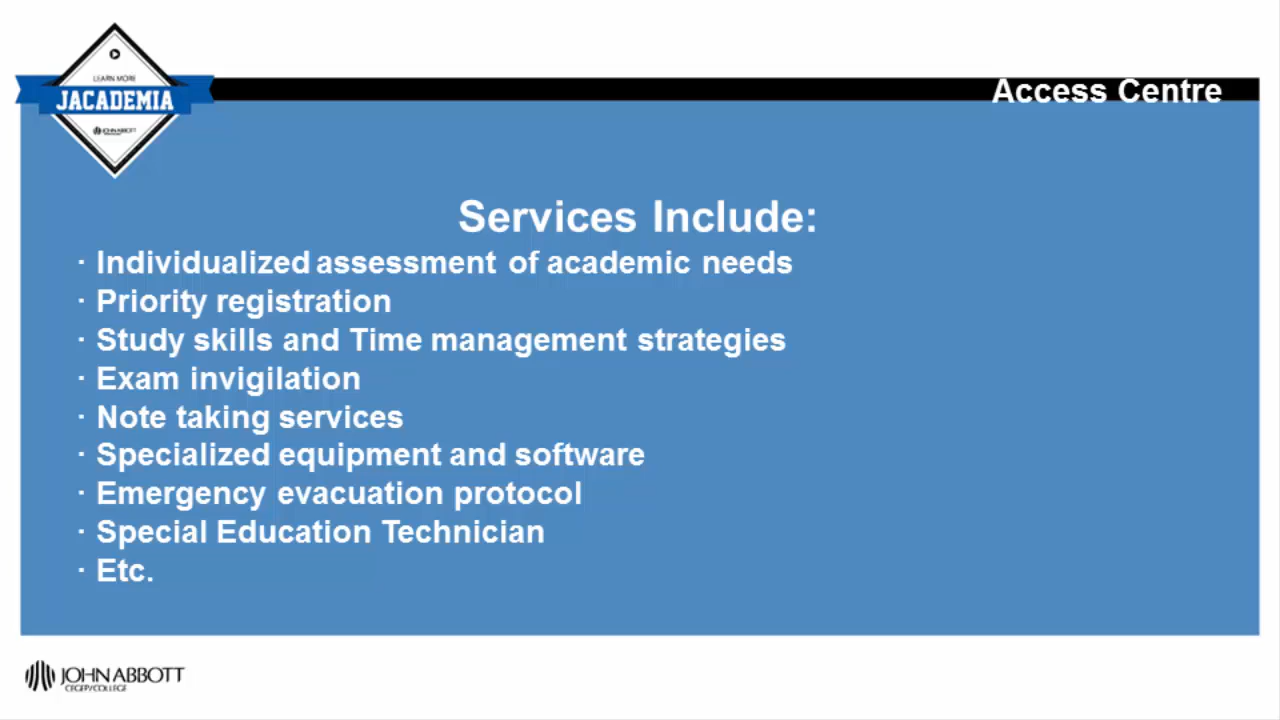 LEARN MORE
JACADEMIA
JOHN ABBOTT
Access Centre
Services Include:
· Individualized assessment of academic needs
· Priority registration
· Study skills and Time management strategies
· Exam invigilation
· Note taking services
· Specialized equipment and software
· Emergency evacuation protocol
· Special Education Technician
· Etc.
JOHN ABBOTT
CEGEP/COLLEGE